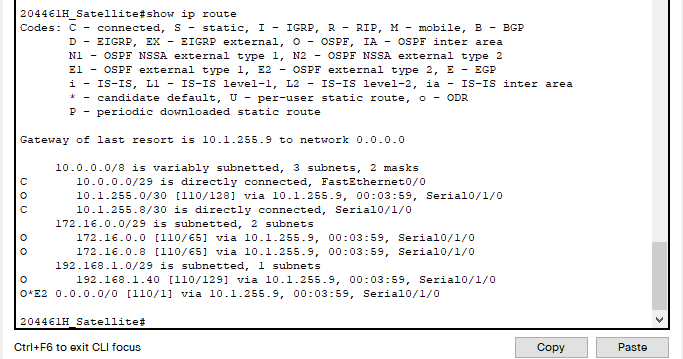 204461H_Satellite#show ip route
Codes: C - connected, S - static, I - IGRP, R - RIP, M - mobile, B - BGP
D - EIGRP, EX - EIGRP external, O - OSPF, IA - OSPF inter area
N1 - OSPF NSSA external type 1, N2 - OSPF NSSA external type 2
E1 - OSPF external type 1, E2 - OSPF external type 2, E - EGP
i - IS-IS, L1 - IS-IS level-1, L2 - IS-IS level-2, ia - IS-IS inter area
* - candidate default, U - per-user static route, o - ODR
P - periodic downloaded static route
Gateway of last resort is 10.1.255.9 to network 0.0.0.0
10.0.0.0/8 is variably subnetted, 3 subnets, 2 masks
C 10.0.0.0/29 is directly connected, FastEthernet0/0
O 10.1.255.0/30 [110/128] via 10.1.255.9, 00:03:59, Serial0/1/0
C 10.1.255.8/30 is directly connected, Serial0/1/0
172.16.0.0/29 is subnetted, 2 subnets
O 172.16.0.0 [110/65] via 10.1.255.9, 00:03:59, Serial0/1/0
O 172.16.0.8 [110/65] via 10.1.255.9, 00:03:59, Serial0/1/0
192.168.1.0/29 is subnetted, 1 subnets
O 192.168.1.40 [110/129] via 10.1.255.9, 00:03:59, Serial0/1/0
O*E2 0.0.0.0/0 [110/1] via 10.1.255.9, 00:03:59, Serial0/1/0
204461H_Satellite#
Ctrl+F6 to exit CLI focus
Copy
Paste